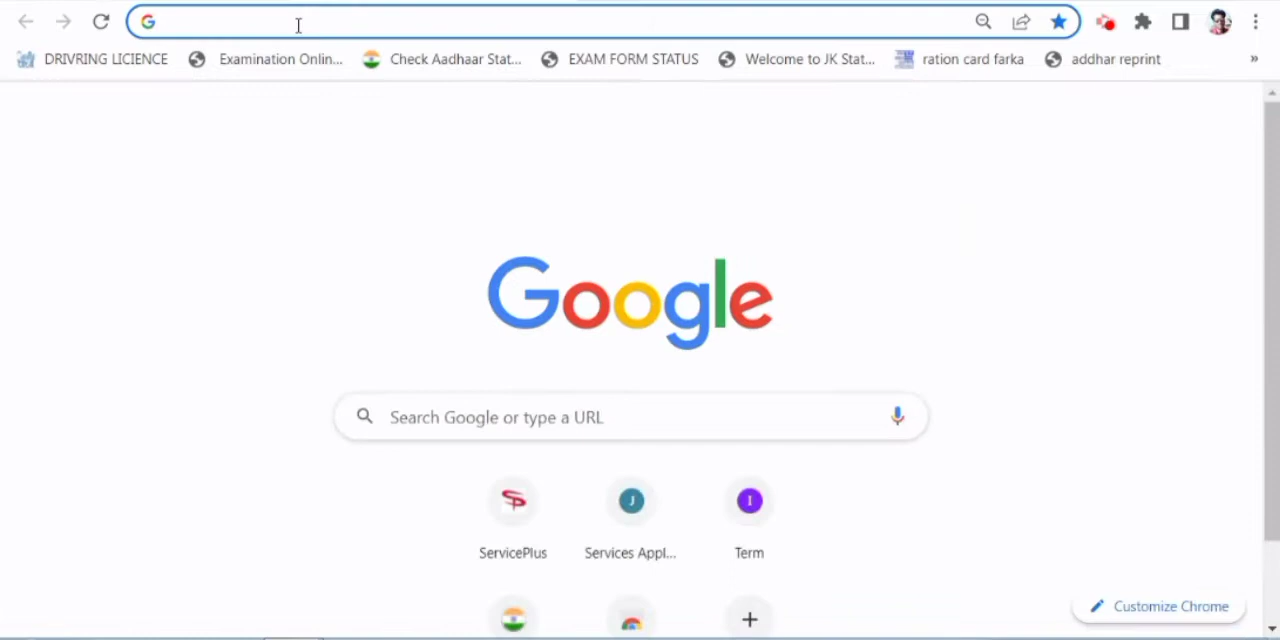 DRIVRING LICIENCE Examination Onlin... Check Aadhaar Stat... EXAM FORM STATUS Welcome to JK Stat... ration card farka addhar reprint »
Google
Search Google or type a URL
J I
ServicePlus Services Appl... Term
Customize Chrome